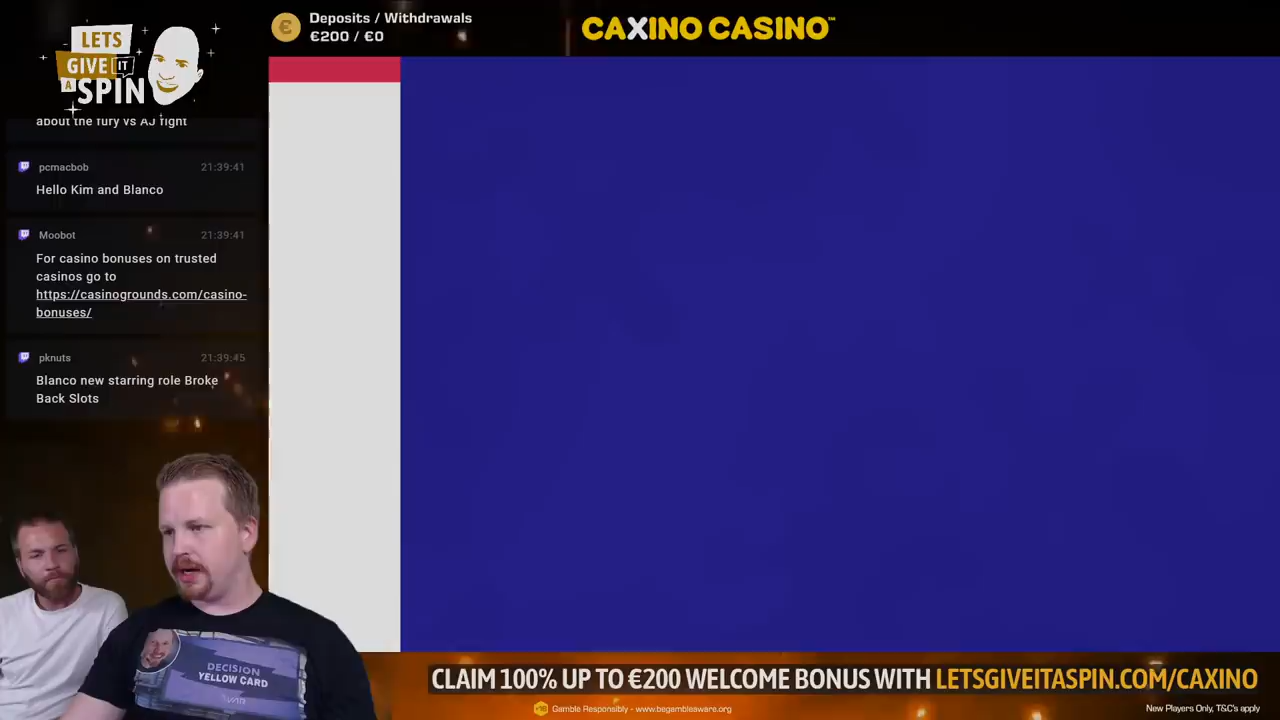 LETS
GIVE IT
A SPIN
Deposits / Withdrawals
€200 / €0
CAXINO CASINO™
about the fury vs AJ fight
pcmacbob 21:39:41
Hello Kim and Blanco
Moobot 21:39:41
For casino bonuses on trusted
casinos go to
https://casinogrounds.com/casino-
bonuses/
pknuts 21:39:45
Blanco new starring role Broke
Back Slots
DECISION
YELLOW CARD
CLAIM 100% UP TO €200 WELCOME BONUS WITH LETSGIVEITASPIN.COM/CAXINO
Gamble Responsibly - www.begambleaware.org
New Players Only, T&C's apply